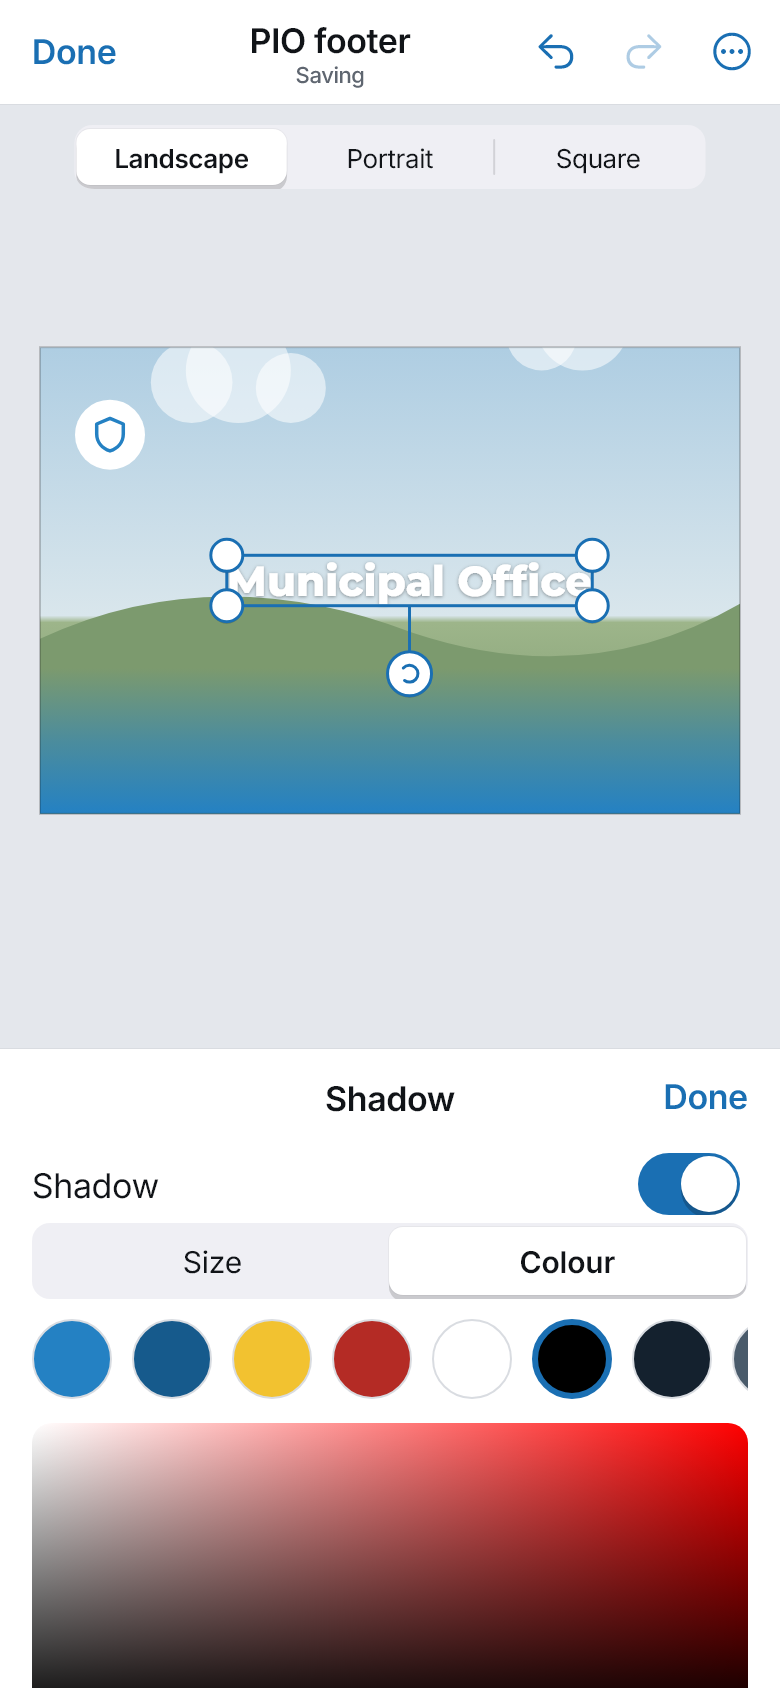 Done
PIO footer
Saving
Landscape
Portrait
Square
Municipal Office
Shadow
Done
Shadow
Size
Colour